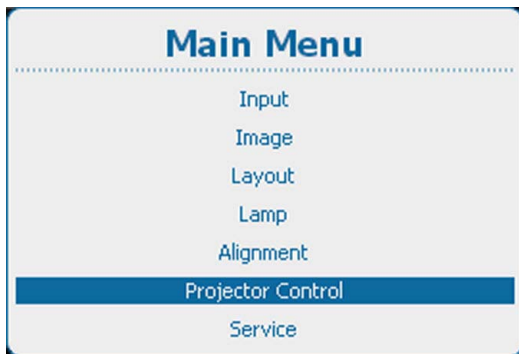 Main Menu
Input
Image
Layout
Lamp
Alignment
Projector Control
Service